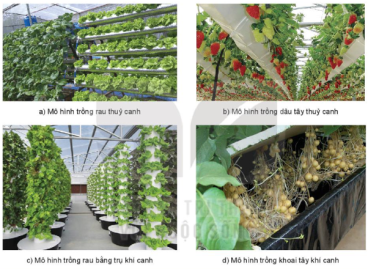 a) Mô hình trồng rau thuỷ canh
b) Mô hình trồng dâu tây thuỷ canh
c) Mô hình trồng rau bằng trụ khí canh
d) Mô hình trồng khoai tây khí canh